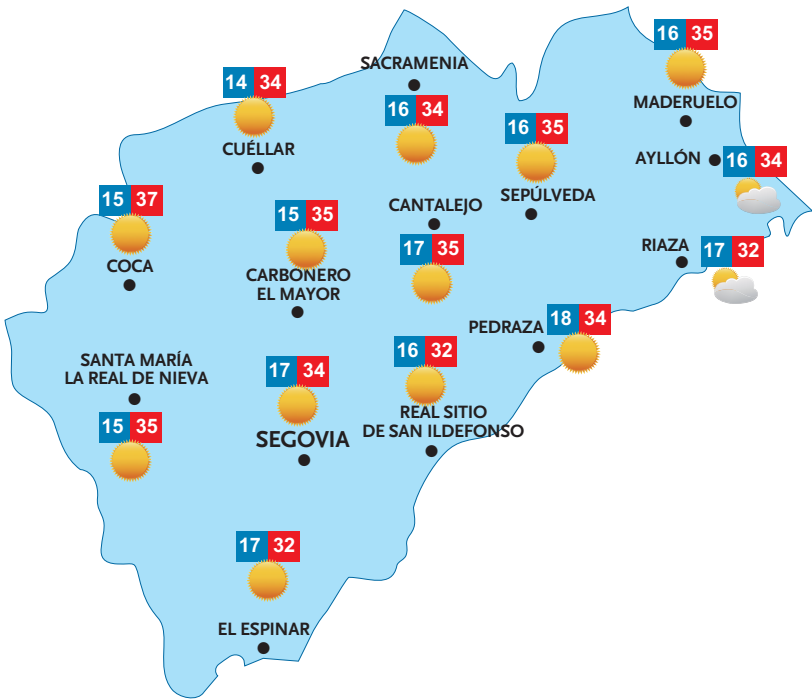 16 35
MADERUELO
SACRAMENIA
16 34
14 34
CUÉLLAR
16 35
SEPÚLVEDA
AYLLÓN
16 34
15 37
COCA
15 35
CARBONERO
EL MAYOR
CANTALEJO
17 35
RIAZA
17 32
PEDRAZA
18 34
SANTA MARÍA
LA REAL DE NIEVA
15 35
17 34
SEGOVIA
16 32
REAL SITIO
DE SAN ILDEFONSO
17 32
EL ESPINAR